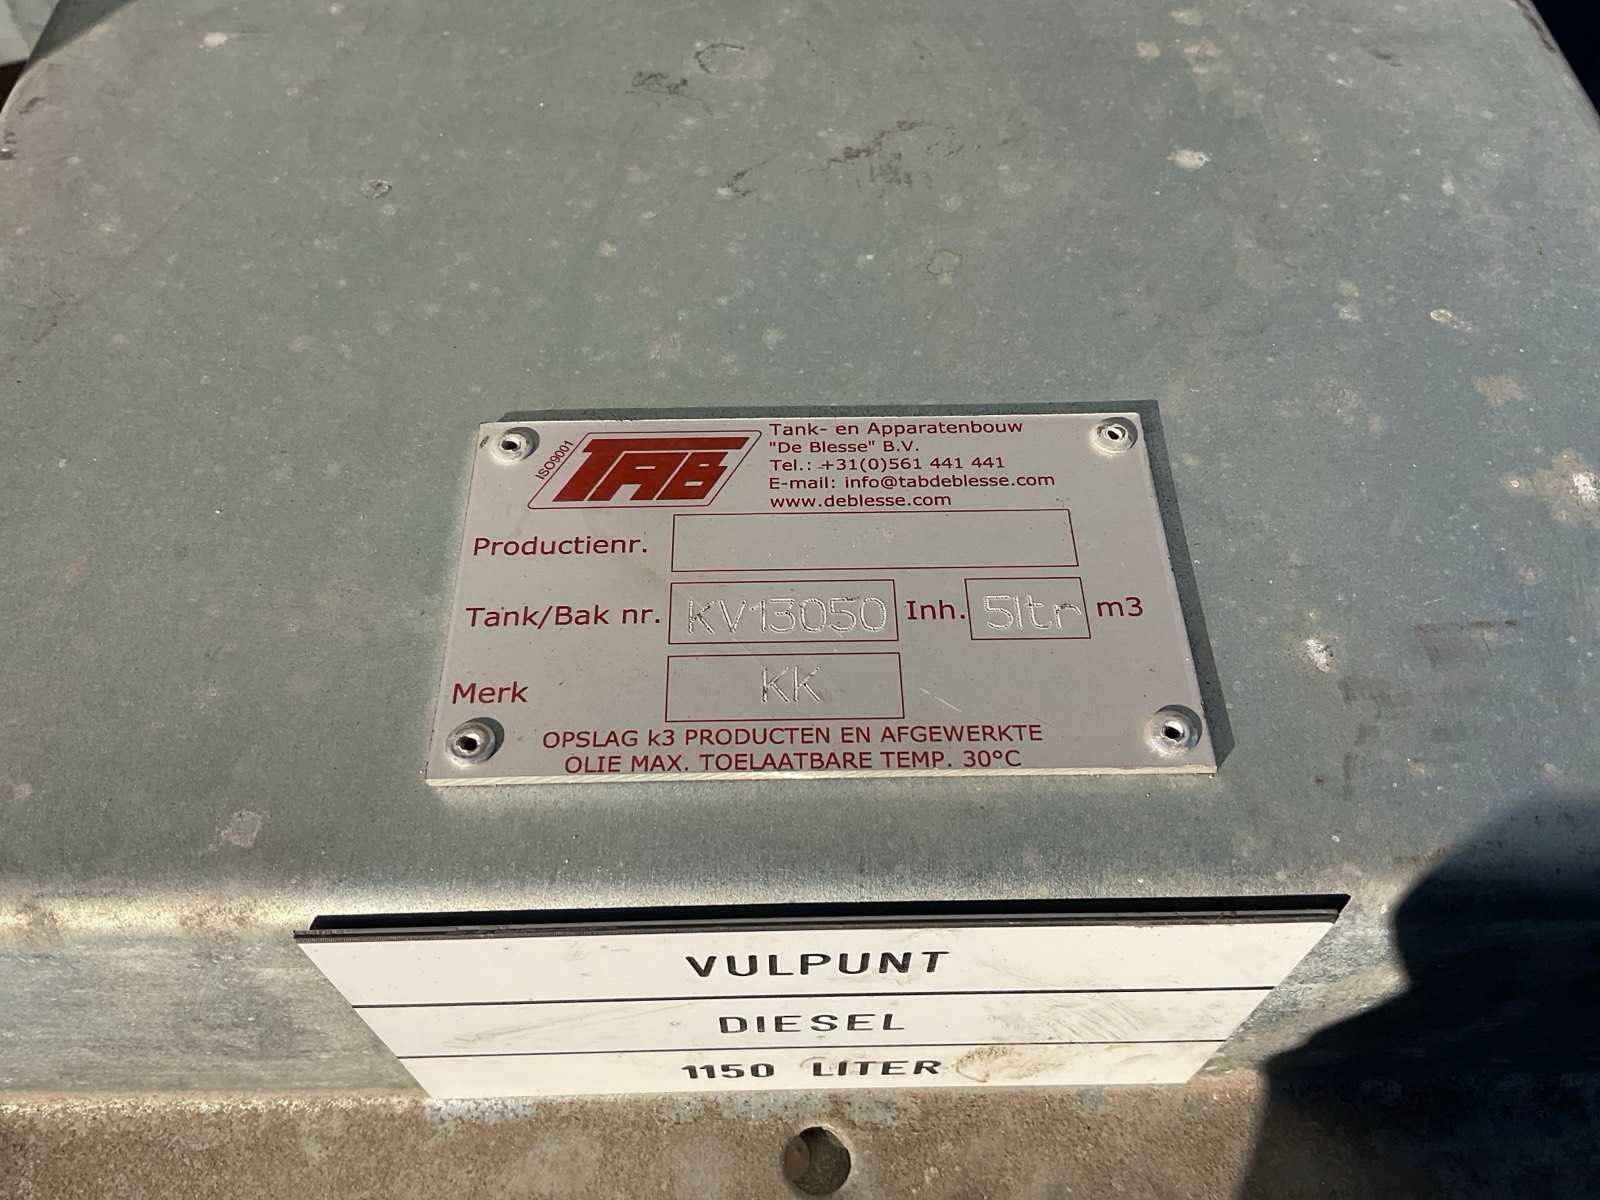 ISO9001
TAB
Tank- en Apparatenbouw
"De Blesse" B.V.
Tel.: +31(0)561 441 441
E-mail: info@tabdeblesse.com
www.deblesse.com
Productienr.
Tank/Bak nr. KV13050 Inh. 5ltr m3
Merk KK
OPSLAG k3 PRODUCTEN EN AFGEWERKTE
OLIE MAX. TOELAATBARE TEMP. 30°C
VULPUNT
DIESEL
1150 LITER